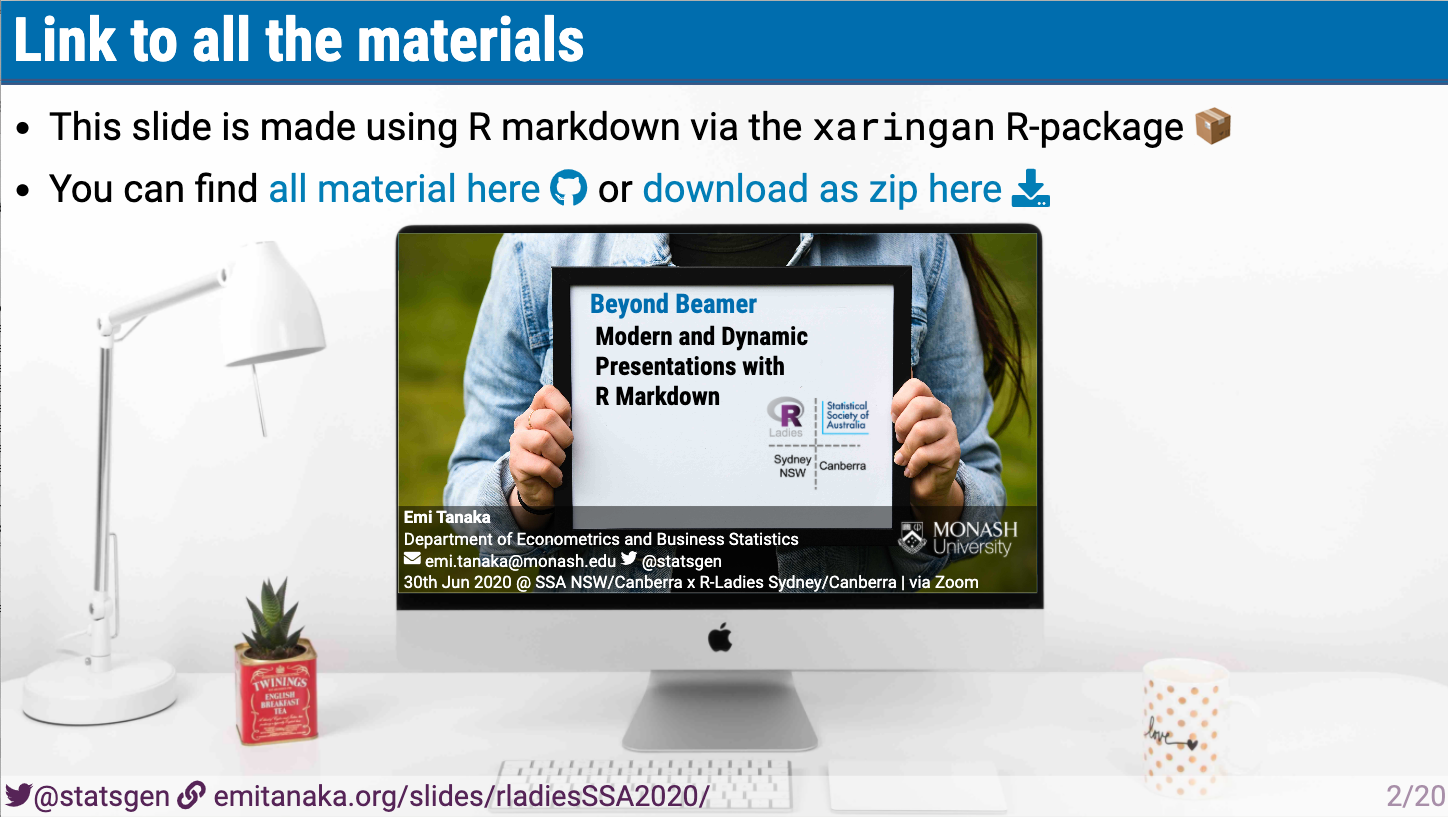 Link to all the materials
This slide is made using R markdown via the xaringan R-package
You can find all material here or download as zip here
Beyond Beamer
Modern and Dynamic
Presentations with
R Markdown
R
Ladies
Statistical
Society of
Australia
Sydney
NSW
Canberra
Emi Tanaka
Department of Econometrics and Business Statistics
emi.tanaka@monash.edu @statsgen
30th Jun 2020 @ SSA NSW/Canberra x R-Ladies Sydney/Canberra | via Zoom
MONASH
University
TWININGS
ENGLISH
BREAKFAST
TEA
love
@statsgen emitanaka.org/slides/rladiesSSA2020/
2/20